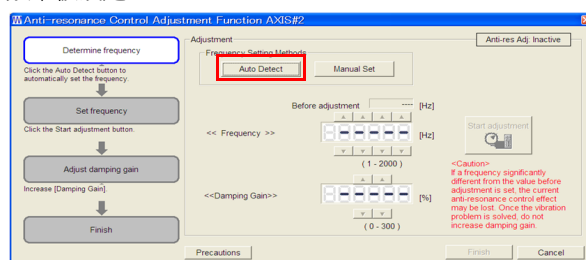 Anti-resonance Control Adjustment Function AXIS#2
Determine frequency
Click the Auto Detect button to
automatically set the frequency.
Set frequency
Click the Start adjustment button.
Adjust damping gain
Increase [Damping Gain].
Finish
Adjustment
Anti-res Adj: Inactive
Frequency Setting Methods
Auto Detect
Manual Set
Before adjustment ---- [Hz]
<< Frequency >>
[Hz]
( 1 - 2000 )
<<Damping Gain>>
[%]
( 0 - 300 )
Start adjustment
<Caution>
If a frequency significantly
different from the value before
adjustment is set, the current
anti-resonance control effect
may be lost. Once the vibration
problem is solved, do not
increase damping gain.
Precautions
Finish
Cancel